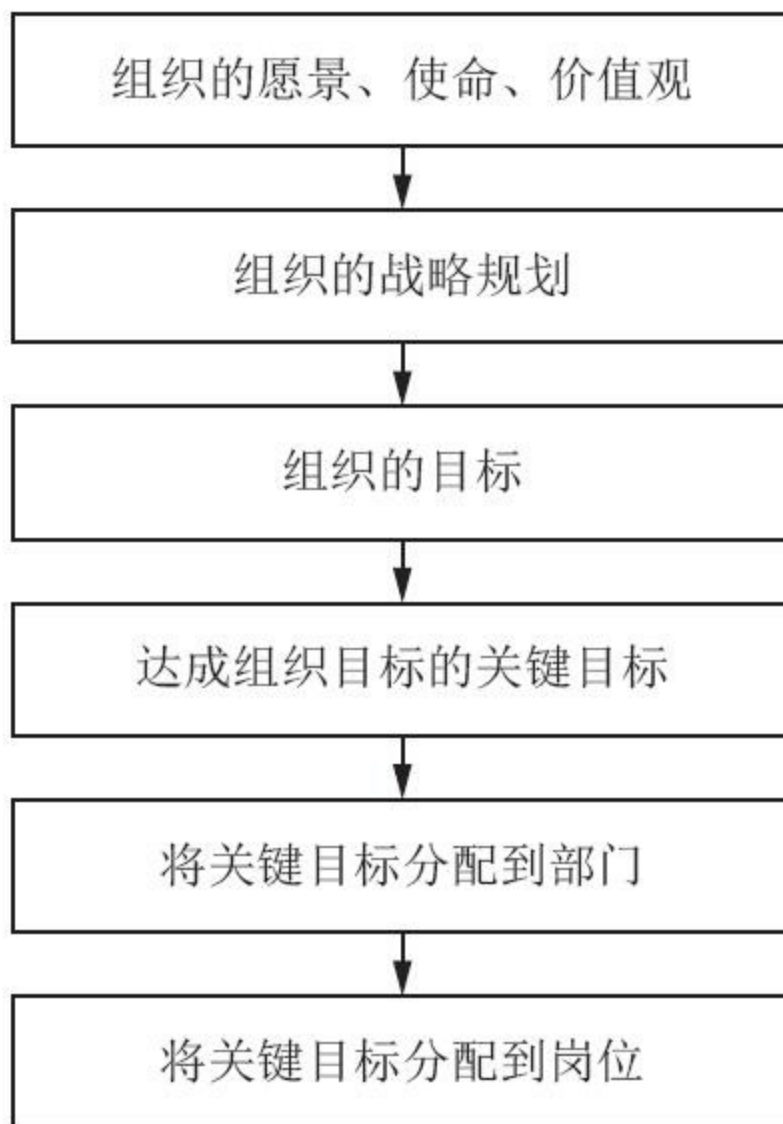 组织的愿景、使命、价值观
组织的战略规划
组织的目标
达成组织目标的关键目标
将关键目标分配到部门
将关键目标分配到岗位